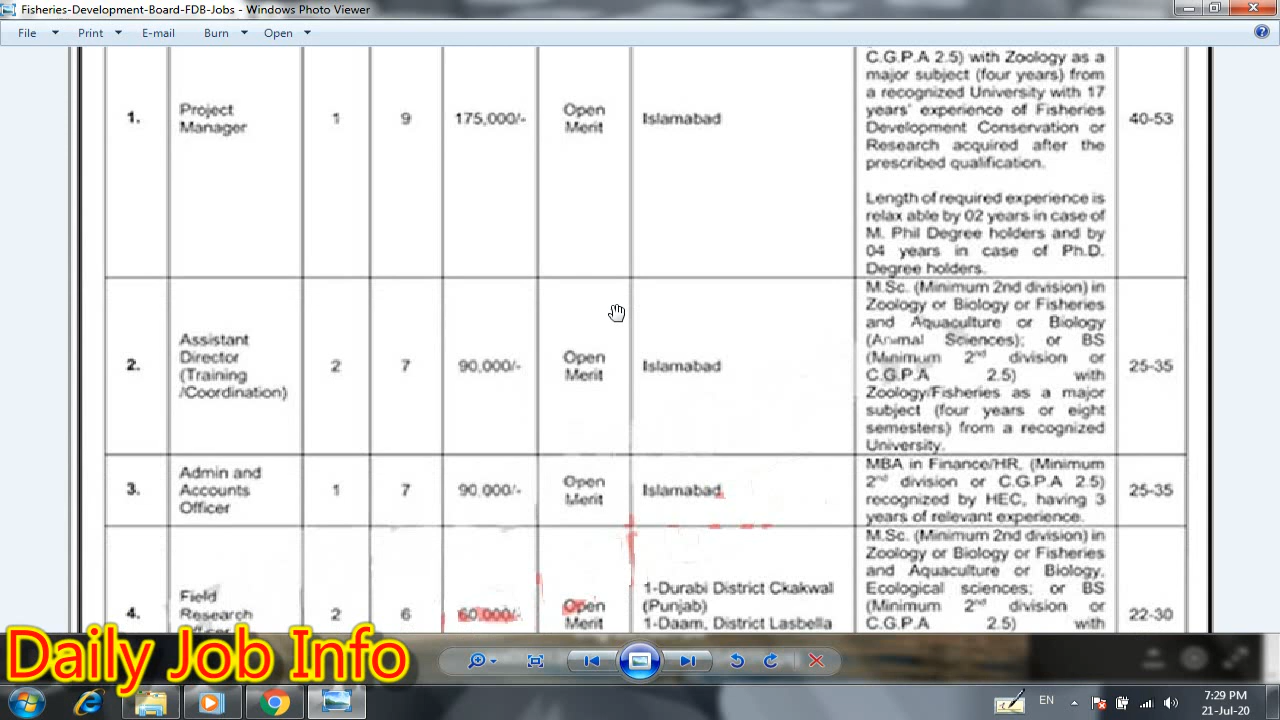 Fisheries-Development-Board-FDB-Jobs - Windows Photo Viewer
File Print E-mail Burn Open
C.G.P.A 2.5) with Zoology as a
major subject (four years) from
a recognized University with 17
years' experience of Fisheries
Development Conservation or
Research acquired after the
prescribed qualification.
Length of required experience is
relax able by 02 years in case of
M. Phil Degree holders and by
04 years in case of Ph.D.
Degree holders.
1.
Project
Manager
1
9
175,000/-
Open
Merit
Islamabad
40-53
2.
Assistant
Director
(Training
/Coordination)
2
7
90,000/-
Open
Merit
Islamabad
M.Sc. (Minimum 2nd division) in
Zoology or Biology or Fisheries
and Aquaculture or Biology
(Animal Sciences); or BS
(Minimum 2nd division or
C.G.P.A 2.5) with
Zoology/Fisheries as a major
subject (four years or eight
semesters) from a recognized
University.
25-35
3.
Admin and
Accounts
Officer
1
7
90,000/-
Open
Merit
Islamabad
MBA in Finance/HR, (Minimum
2nd division or C.G.P.A 2.5)
recognized by HEC, having 3
years of relevant experience.
25-35
4.
Field
Research
2
6
60,000/-
Open
Merit
1-Durabi District Ckakwal
(Punjab)
1-Daam, District Lasbella
M.Sc. (Minimum 2nd division) in
Zoology or Biology or Fisheries
and Aquaculture or Biology,
Ecological sciences; or BS
(Minimum 2nd division or
C.G.P.A 2.5) with
22-30
Daily Job Info
EN
7:29 PM
21-Jul-20